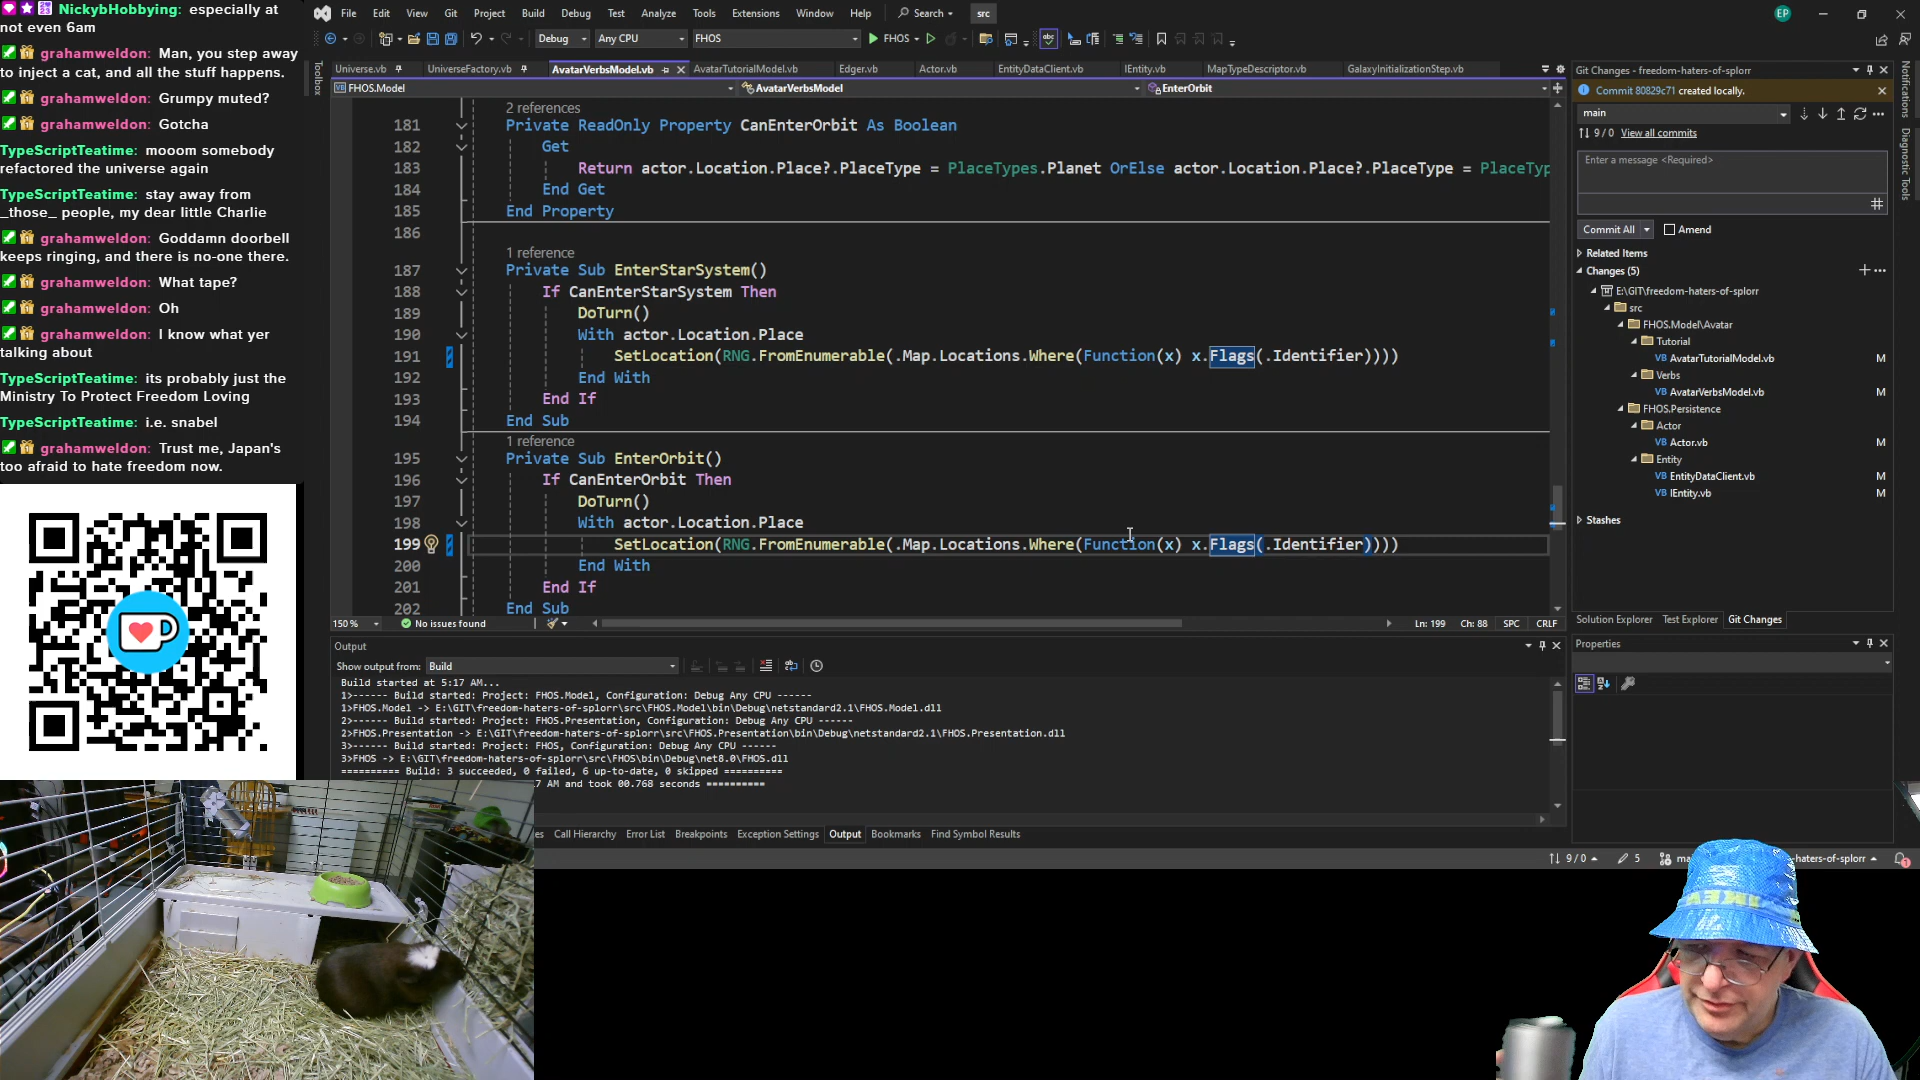 NickybHobbying: especially at
not even 6am
grahamweldon: Man, you step away
to inject a cat, and all the stuff happens.
grahamweldon: Grumpy muted?
grahamweldon: Gotcha
TypeScriptTeatime: mooom somebody
refactored the universe again
TypeScriptTeatime: stay away from
_those_ people, my dear little Charlie
grahamweldon: Goddamn doorbell
keeps ringing, and there is no-one there.
grahamweldon: What tape?
grahamweldon: Oh
grahamweldon: I know what yer
talking about
TypeScriptTeatime: its probably just the
Ministry To Protect Freedom Loving
TypeScriptTeatime: i.e. snabel
grahamweldon: Trust me, Japan's
too afraid to hate freedom now.
File Edit View Git Project Build Debug Test Analyze Tools Extensions Window Help Search src EP
Debug Any CPU FHOS FHOS
Toolbox
Universe.vb UniverseFactory.vb AvatarVerbsModel.vb AvatarTutorialModel.vb Edger.vb Actor.vb EntityDataClient.vb IEntity.vb MapTypeDescriptor.vb GalaxyInitializationStep.vb
FHOS.Model AvatarVerbsModel EnterOrbit
2 references
181 Private ReadOnly Property CanEnterOrbit As Boolean
182 Get
183 Return actor.Location.Place?.PlaceType = PlaceTypes.Planet OrElse actor.Location.Place?.PlaceType = PlaceTyp
184 End Get
185 End Property
186
1 reference
187 Private Sub EnterStarSystem()
188 If CanEnterStarSystem Then
189 DoTurn()
190 With actor.Location.Place
191 SetLocation(RNG.FromEnumerable(.Map.Locations.Where(Function(x) x.Flags(.Identifier))))
192 End With
193 End If
194 End Sub
1 reference
195 Private Sub EnterOrbit()
196 If CanEnterOrbit Then
197 DoTurn()
198 With actor.Location.Place
199 SetLocation(RNG.FromEnumerable(.Map.Locations.Where(Function(x) x.Flags(.Identifier))))
200 End With
201 End If
202 End Sub
150 % No issues found Ln: 199 Ch: 88 SPC CRLF
Output
Show output from: Build
Build started at 5:17 AM...
1>------ Build started: Project: FHOS.Model, Configuration: Debug Any CPU ------
1>FHOS.Model -> E:\GIT\freedom-haters-of-splorr\src\FHOS.Model\bin\Debug\netstandard2.1\FHOS.Model.dll
2>------ Build started: Project: FHOS.Presentation, Configuration: Debug Any CPU ------
2>FHOS.Presentation -> E:\GIT\freedom-haters-of-splorr\src\FHOS.Presentation\bin\Debug\netstandard2.1\FHOS.Presentation.dll
3>------ Build started: Project: FHOS, Configuration: Debug Any CPU ------
3>FHOS -> E:\GIT\freedom-haters-of-splorr\src\FHOS\bin\Debug\net8.0\FHOS.dll
========== Build: 3 succeeded, 0 failed, 6 up-to-date, 0 skipped ==========
7 AM and took 00.768 seconds ==========
Call Hierarchy Error List Breakpoints Exception Settings Output Bookmarks Find Symbol Results
Git Changes - freedom-haters-of-splorr
Commit 80829c71 created locally.
main
9 / 0 View all commits
Enter a message <Required>
Commit All Amend
Related Items
Changes (5)
E:\GIT\freedom-haters-of-splorr
src
FHOS.Model\Avatar
Tutorial
VB AvatarTutorialModel.vb M
Verbs
VB AvatarVerbsModel.vb M
FHOS.Persistence
Actor
VB Actor.vb M
Entity
VB EntityDataClient.vb M
VB IEntity.vb M
Stashes
Solution Explorer Test Explorer Git Changes
Properties
Notifications
Diagnostic Tools
9 / 0 5 -haters-of-splorr 1